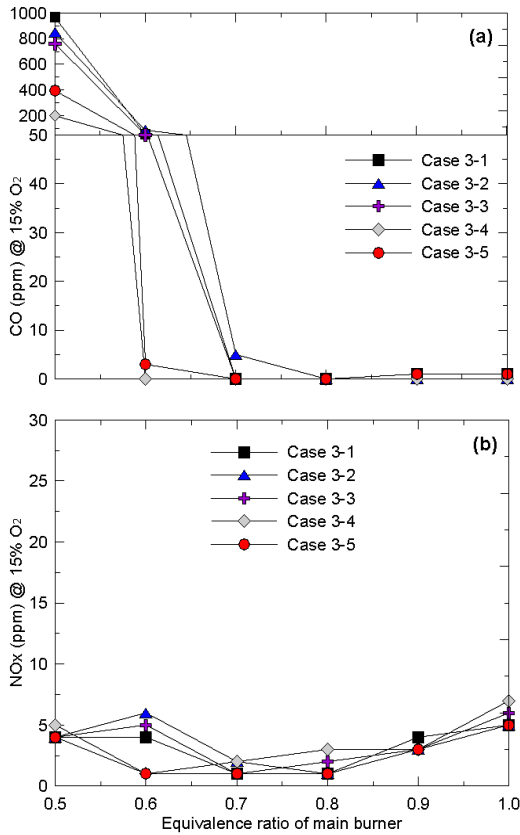 1000
(a)
800
600
400
200
50
Case 3-1
40
Case 3-2
Case 3-3
30
Case 3-4
Case 3-5
20
10
0
CO (ppm) @ 15% O2
30
(b)
Case 3-1
25
Case 3-2
Case 3-3
20
Case 3-4
Case 3-5
15
10
5
0
NOx (ppm) @ 15% O2
0.5 0.6 0.7 0.8 0.9 1.0
Equivalence ratio of main burner